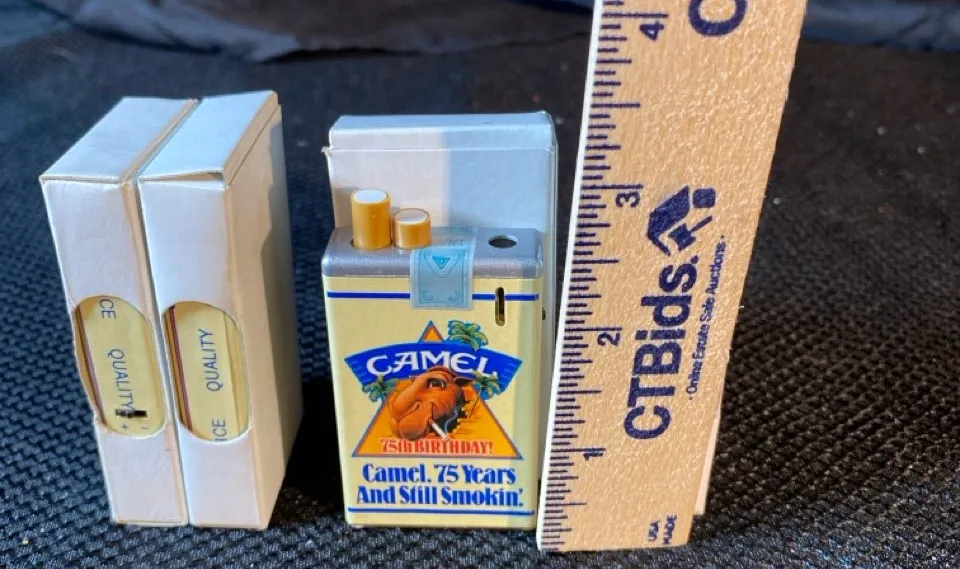 CE QUALITY
QUALITY
ICE
CAMEL
75th BIRTHDAY!
Camel. 75 Years
And Still Smokin'.
1
2
3
4
CTBids.
· Online Estate Sale Auctions ·
USA
MADE